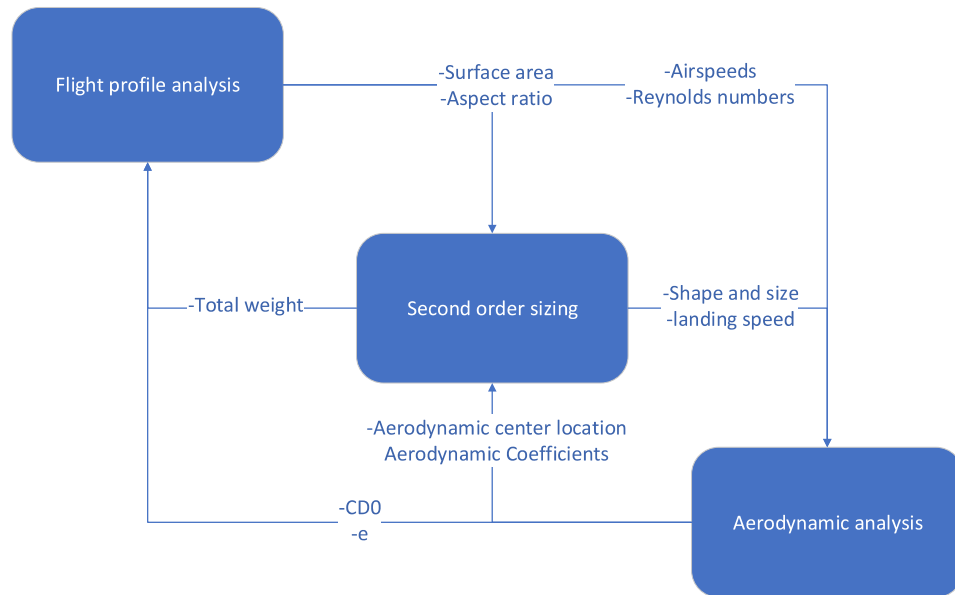 Flight profile analysis
-Surface area
-Aspect ratio
-Airspeeds
-Reynolds numbers
-Total weight
Second order sizing
-Shape and size
-landing speed
-Aerodynamic center location
Aerodynamic Coefficients
-CD0
-e
Aerodynamic analysis